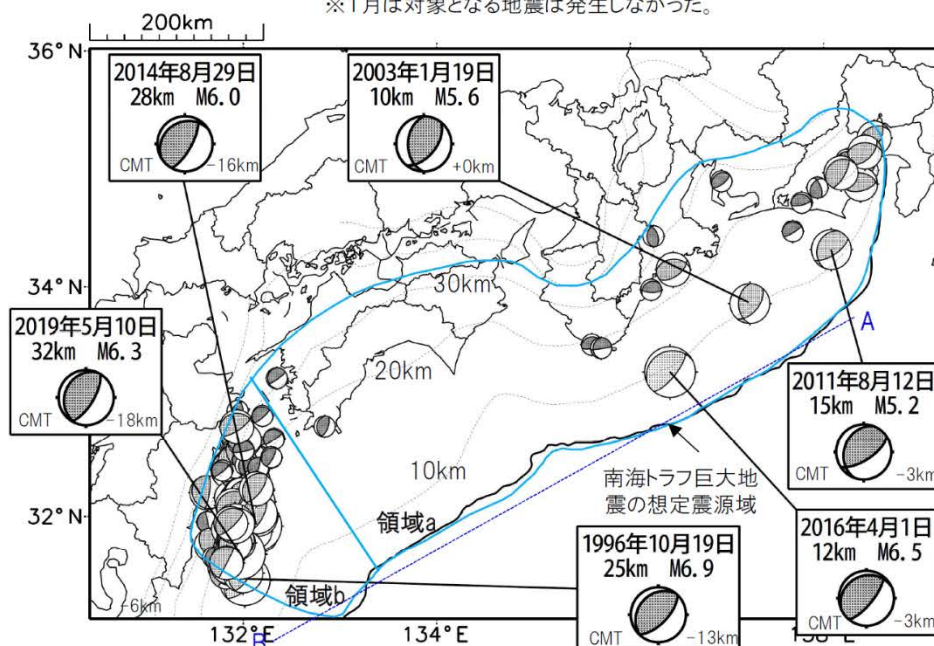 ※1月は対象となる地震は発生しなかった。
200km
36°N
2014年8月29日
28km M6.0
CMT -16km
2003年1月19日
10km M5.6
CMT +0km
34°N
30km
2019年5月10日
32km M6.3
CMT -18km
A
20km
2011年8月12日
15km M5.2
CMT -3km
10km
南海トラフ巨大地
震の想定震源域
32°N
領域a
2016年4月1日
12km M6.5
CMT -3km
1996年10月19日
25km M6.9
CMT -13km
領域b
-6km
132°E
134°E
B